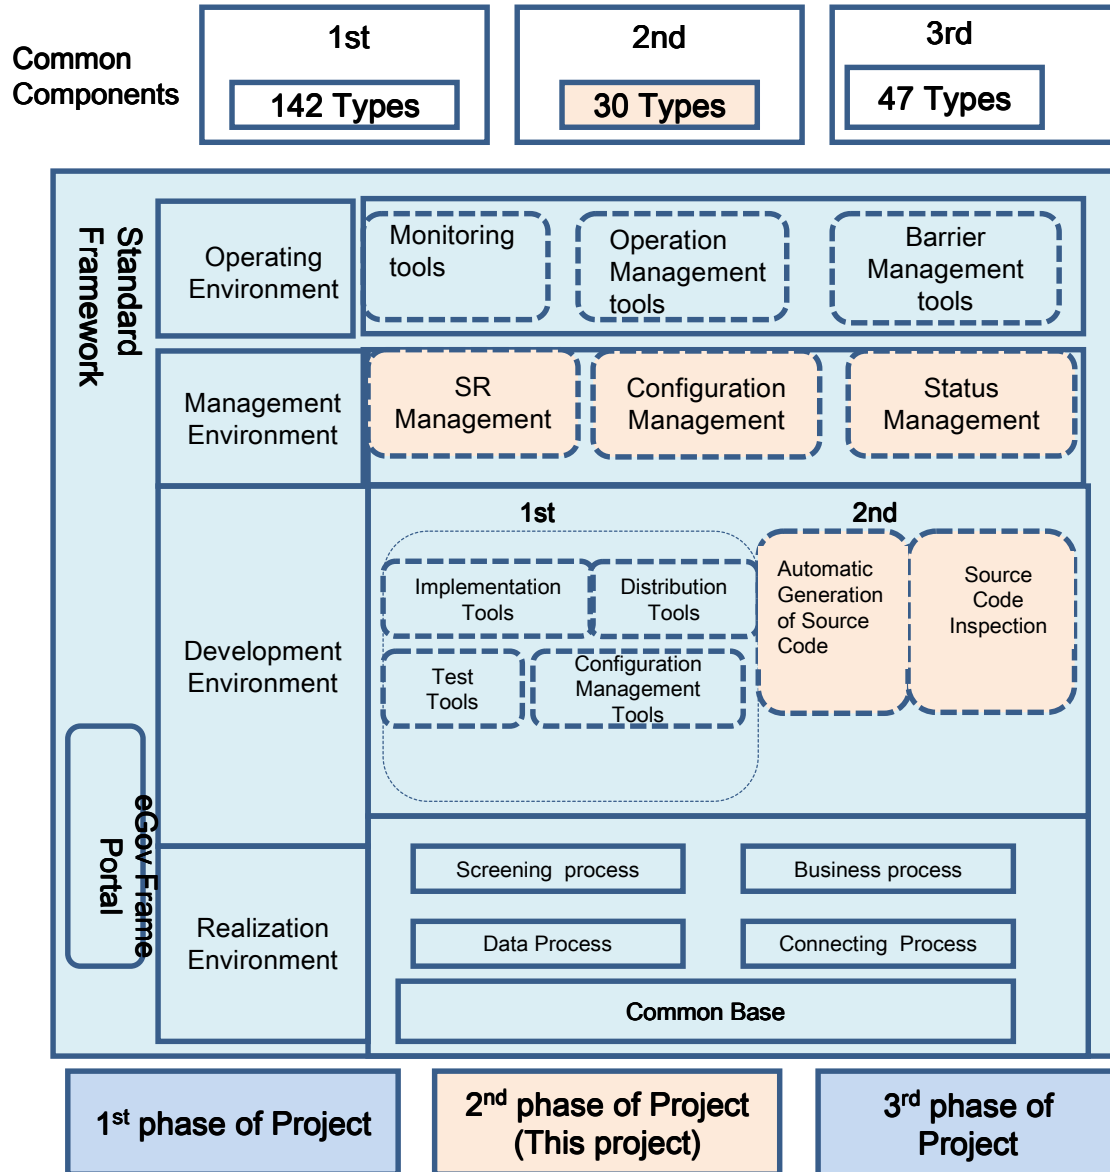 Common
Components
1st
142 Types
2nd
30 Types
3rd
47 Types
Standard
Framework
Operating
Environment
Monitoring
tools
Operation
Management
tools
Barrier
Management
tools
Management
Environment
SR
Management
Configuration
Management
Status
Management
Development
Environment
1st
Implementation
Tools
Distribution
Tools
Test
Tools
Configuration
Management
Tools
2nd
Automatic
Generation
of Source
Code
Source
Code
Inspection
eGov Frame
Portal
Realization
Environment
Screening process
Business process
Data Process
Connecting Process
Common Base
1st phase of Project
2nd phase of Project
(This project)
3rd phase of
Project